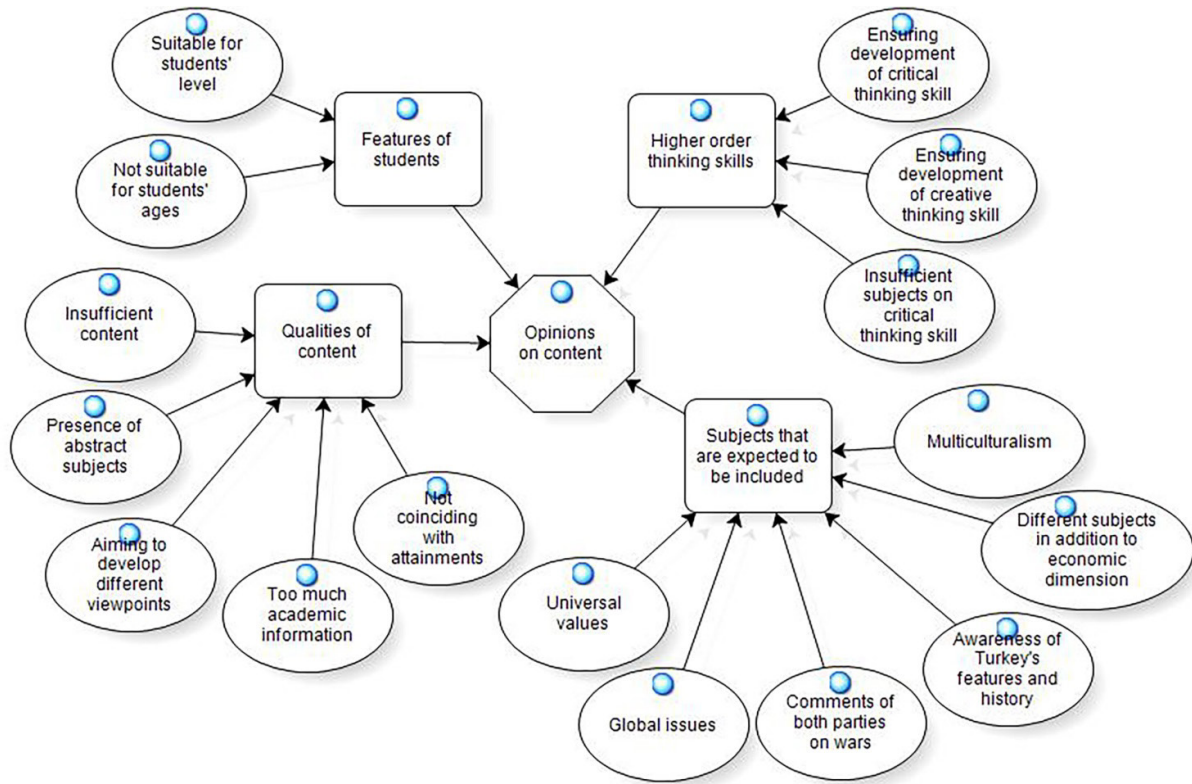 Suitable for
students'
level
Not suitable
for students'
ages
Features of
students
Higher order
thinking skills
Ensuring
development
of critical
thinking skill
Ensuring
development
of creative
thinking skill
Insufficient
subjects on
critical
thinking skill
Insufficient
content
Qualities of
content
Opinions
on content
Presence of
abstract
subjects
Aiming to
develop
different
viewpoints
Too much
academic
information
Not
coinciding
with
attainments
Subjects that
are expected to
be included
Multiculturalism
Different subjects
in addition to
economic
dimension
Awareness
of Turkey's
features and
history
Comments of
both parties
on wars
Global issues
Universal
values